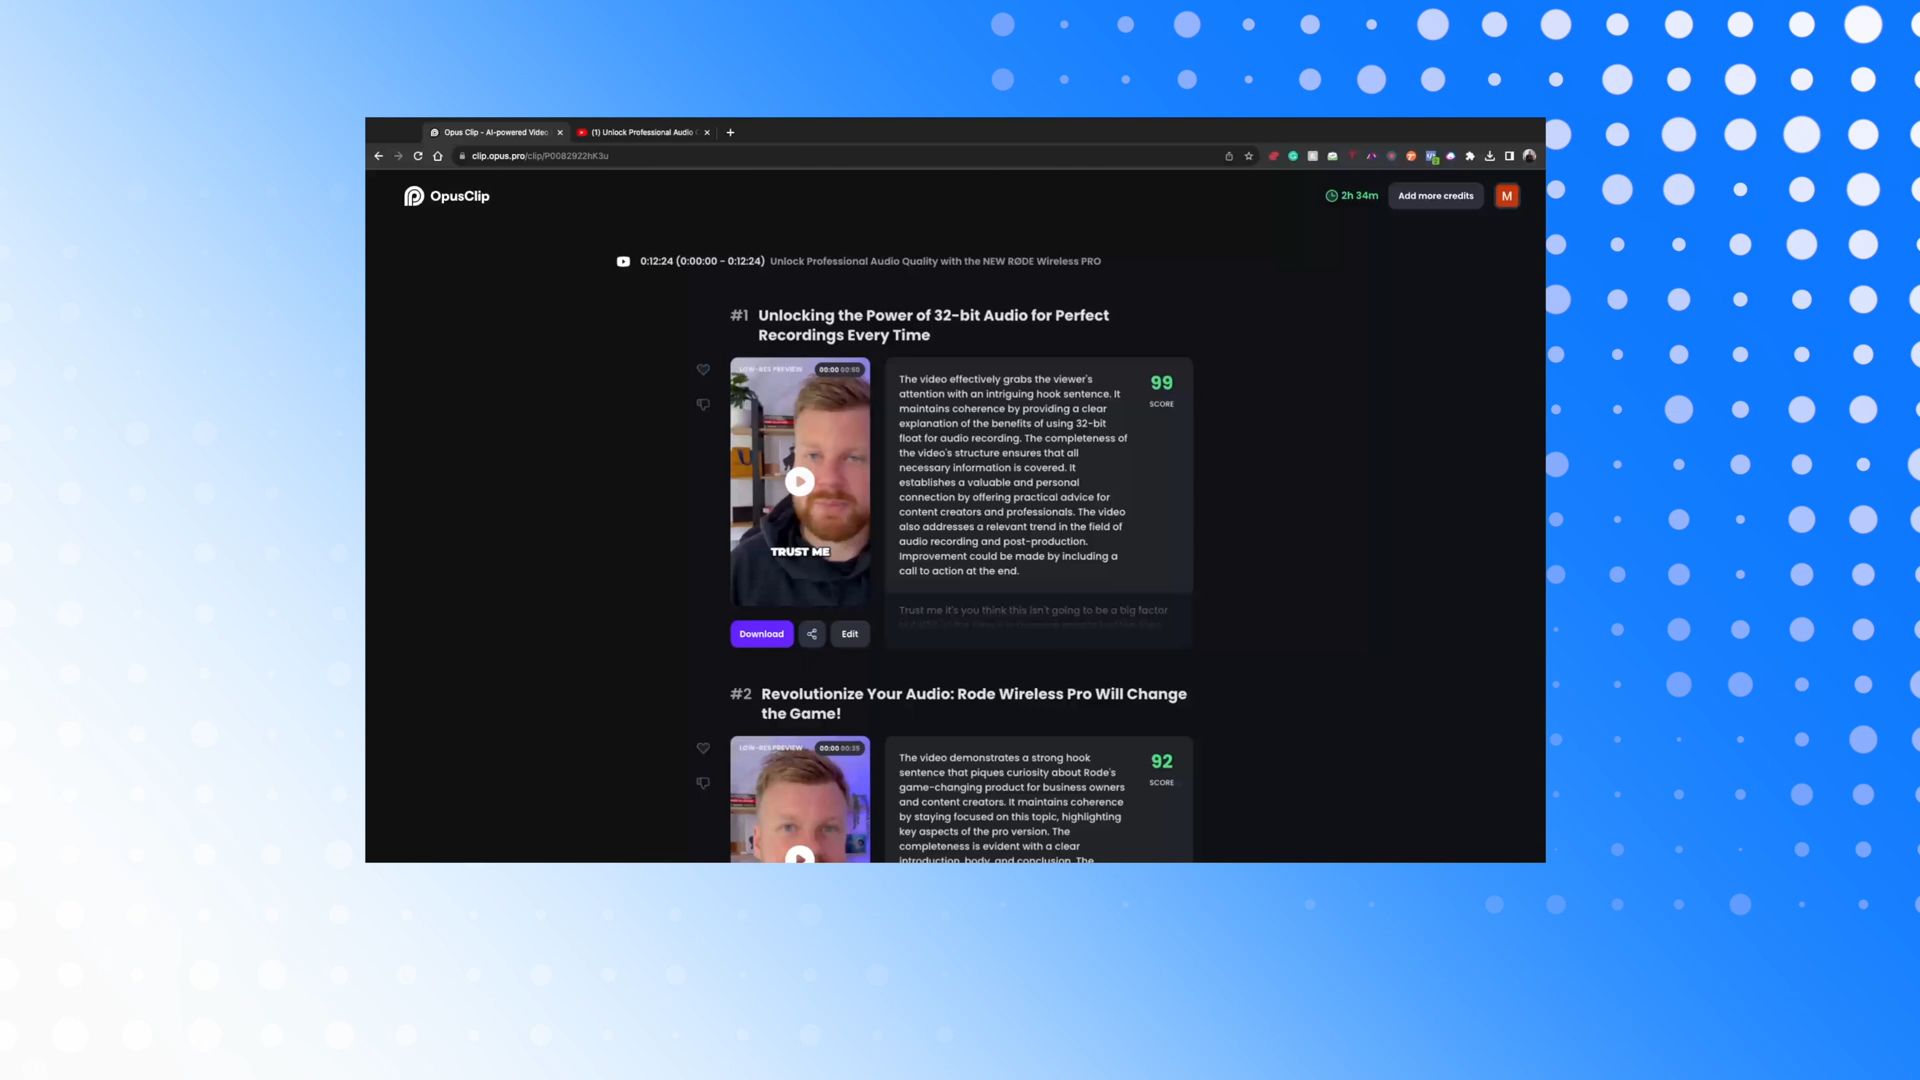 Opus Clip - AI-powered Video
(1) Unlock Professional Audio
clip.opus.pro/clip/P0082922hK3u
OpusClip
2h 34m
Add more credits
M
0:12:24 (0:00:00 - 0:12:24) Unlock Professional Audio Quality with the NEW RØDE Wireless PRO
#1 Unlocking the Power of 32-bit Audio for Perfect
Recordings Every Time
LOW-RES PREVIEW 00:00 00:50
TRUST ME
The video effectively grabs the viewer's
attention with an intriguing hook sentence. It
maintains coherence by providing a clear
explanation of the benefits of using 32-bit
float for audio recording. The completeness of
the video's structure ensures that all
necessary information is covered. It
establishes a valuable and personal
connection by offering practical advice for
content creators and professionals. The video
also addresses a relevant trend in the field of
audio recording and post-production.
Improvement could be made by including a
call to action at the end.
99
SCORE
Trust me it's you think this isn't going to be a big factor
Download
Edit
#2 Revolutionize Your Audio: Rode Wireless Pro Will Change
the Game!
LOW-RES PREVIEW 00:00 00:35
The video demonstrates a strong hook
sentence that piques curiosity about Rode's
game-changing product for business owners
and content creators. It maintains coherence
by staying focused on this topic, highlighting
key aspects of the pro version. The
completeness is evident with a clear
introduction, body, and conclusion. The
92
SCORE